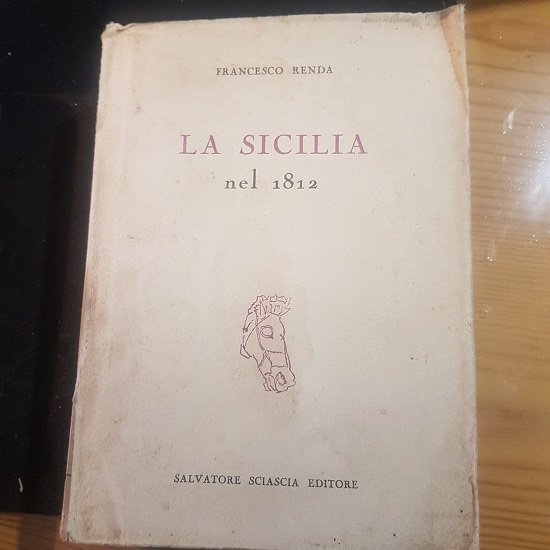 FRANCESCO RENDA
LA SICILIA
nel 1812
SALVATORE SCIASCIA EDITORE